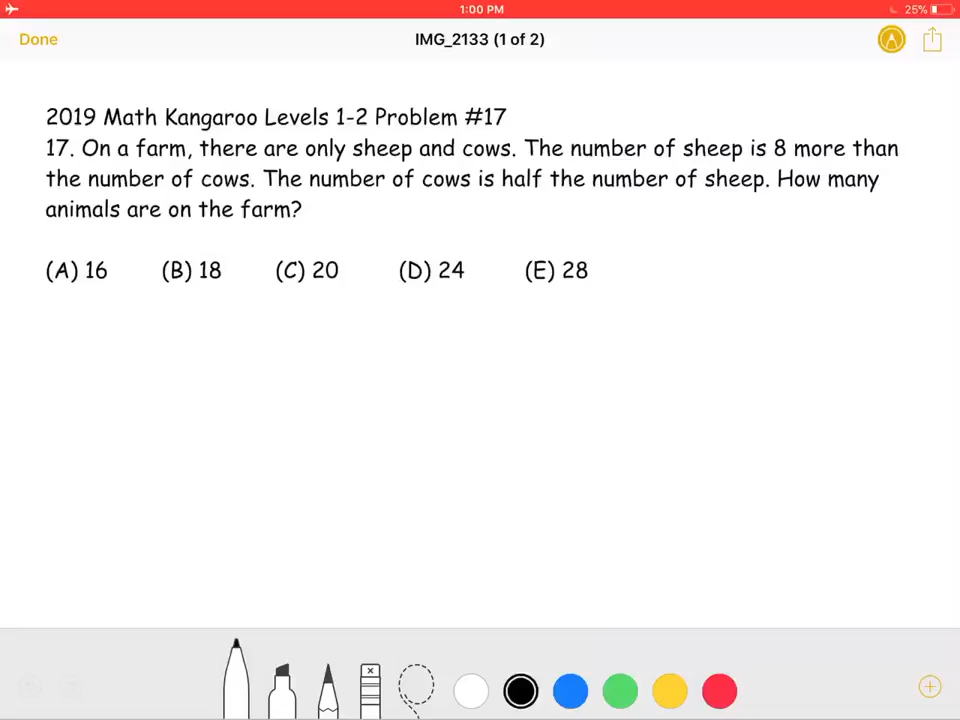 1:00 PM
25%
Done
IMG_2133 (1 of 2)
2019 Math Kangaroo Levels 1-2 Problem #17
17. On a farm, there are only sheep and cows. The number of sheep is 8 more than
the number of cows. The number of cows is half the number of sheep. How many
animals are on the farm?
(A) 16 (B) 18 (C) 20 (D) 24 (E) 28